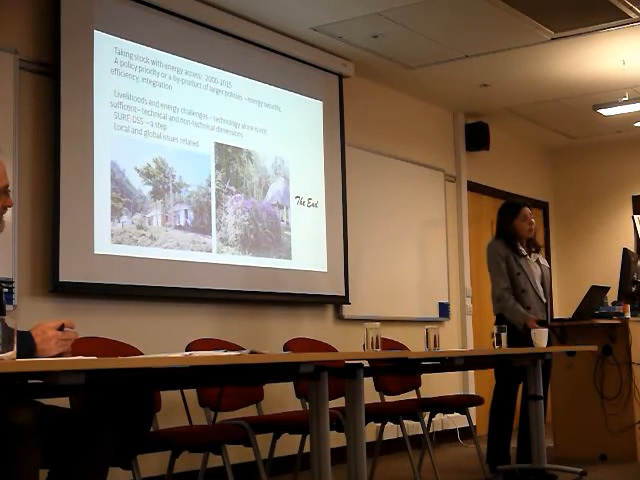 Taking stock with energy access: 2000-2015
A policy priority or a by-product of larger policies – energy security,
efficiency, integration
Livelihoods and energy challenges – technology alone is not
sufficent– technical and non-technical dimensions
SURE-DSS – a step
Local and global issues related
The End